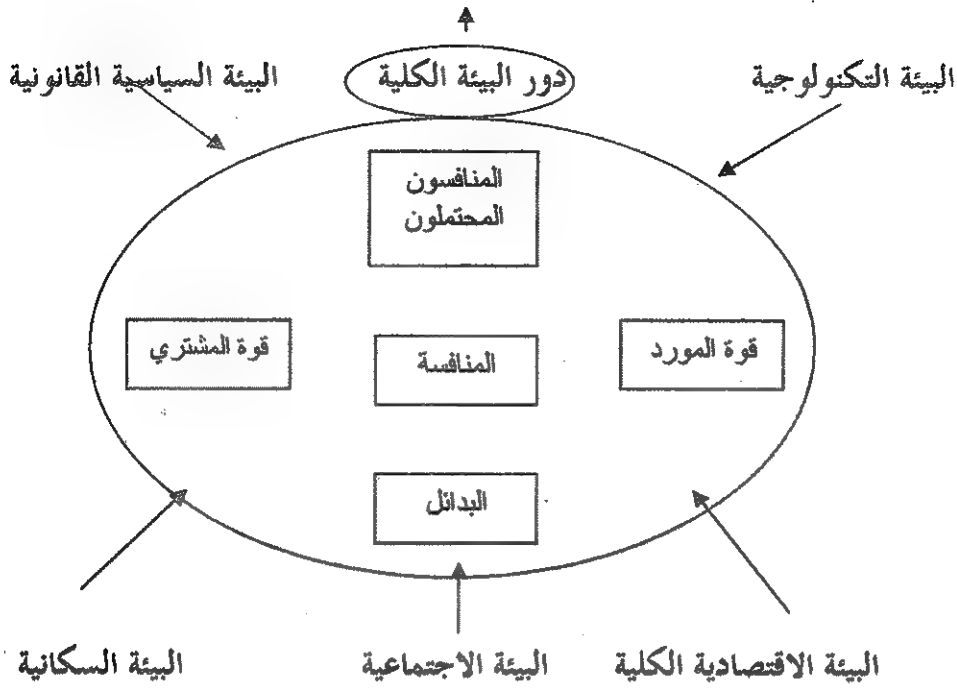 دور البيئة الكلية
البيئة التكنولوجية
البيئة السياسية القانونية
المنافسون
المحتملون
قوة المورد
المنافسة
قوة المشتري
البدائل
البيئة الاقتصادية الكلية
البيئة الاجتماعية
البيئة السكانية